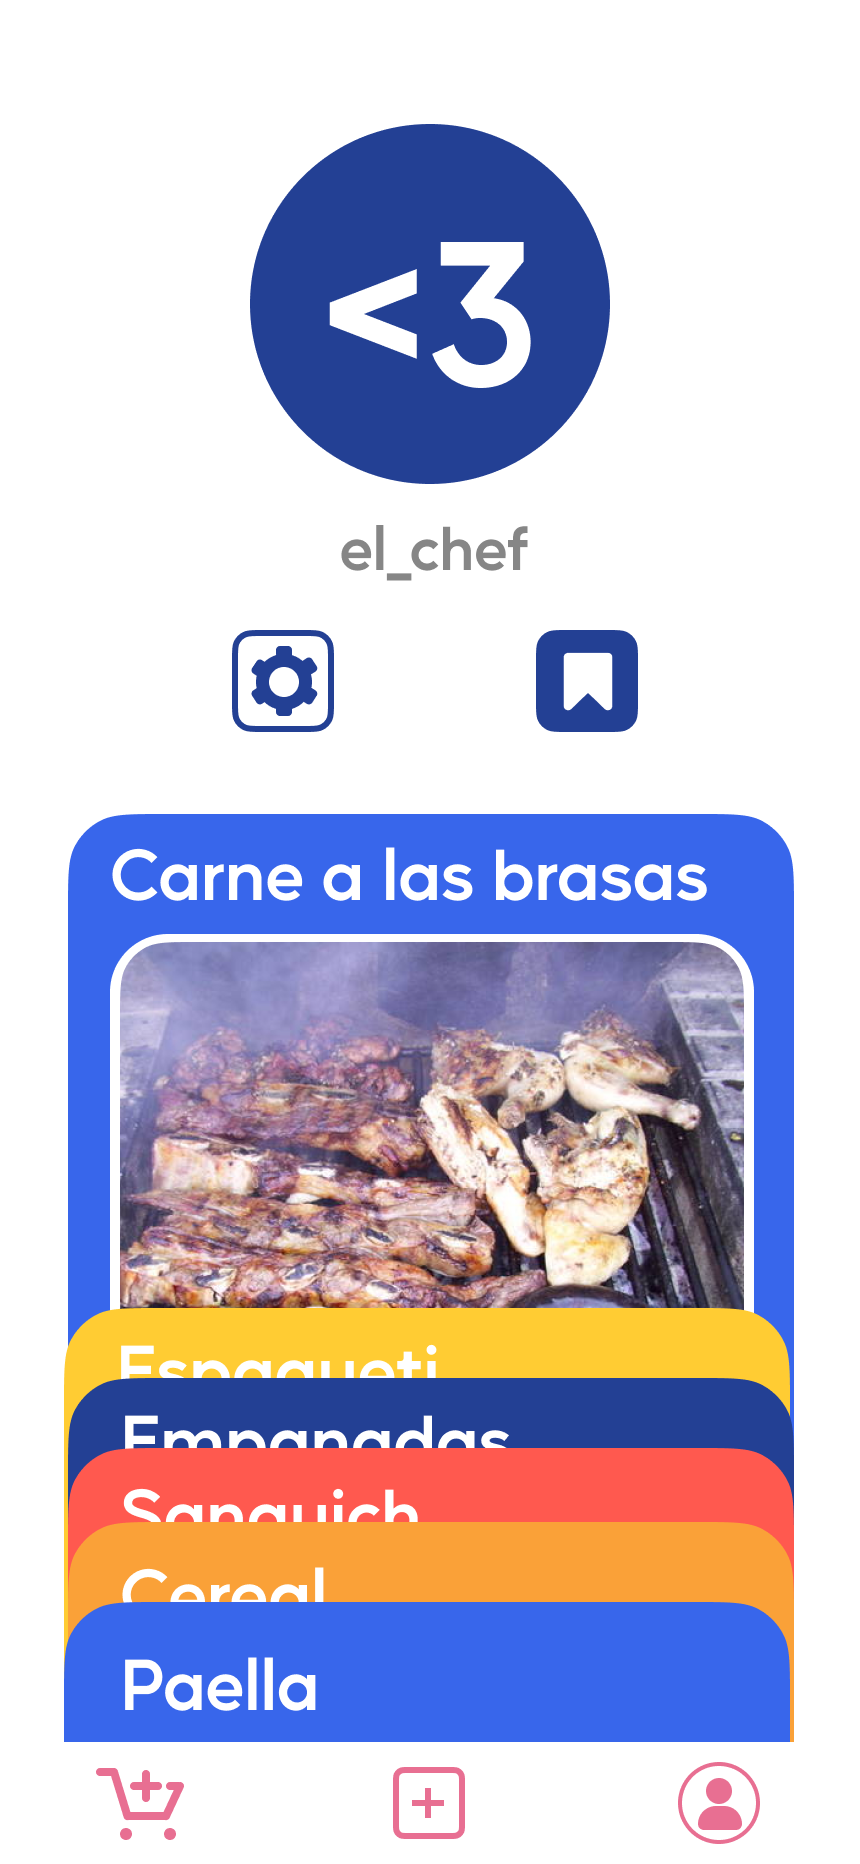 <3
el_chef
Carne a las brasas
Espagueti
Empanadas
Sanguich
Cereal
Paella